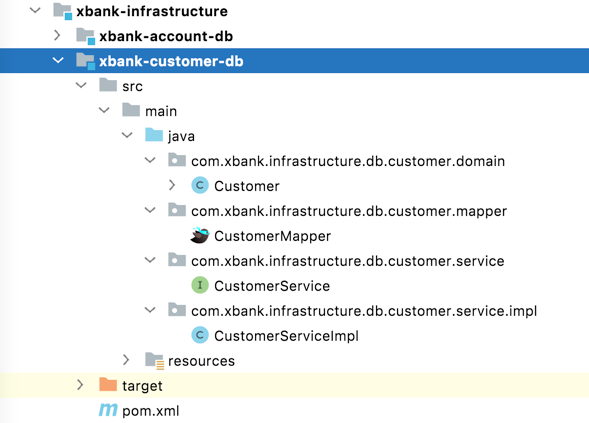 xbank-infrastructure
xbank-account-db
xbank-customer-db
src
main
java
com.xbank.infrastructure.db.customer.domain
C Customer
com.xbank.infrastructure.db.customer.mapper
CustomerMapper
com.xbank.infrastructure.db.customer.service
I CustomerService
com.xbank.infrastructure.db.customer.service.impl
C CustomerServiceImpl
resources
target
m pom.xml